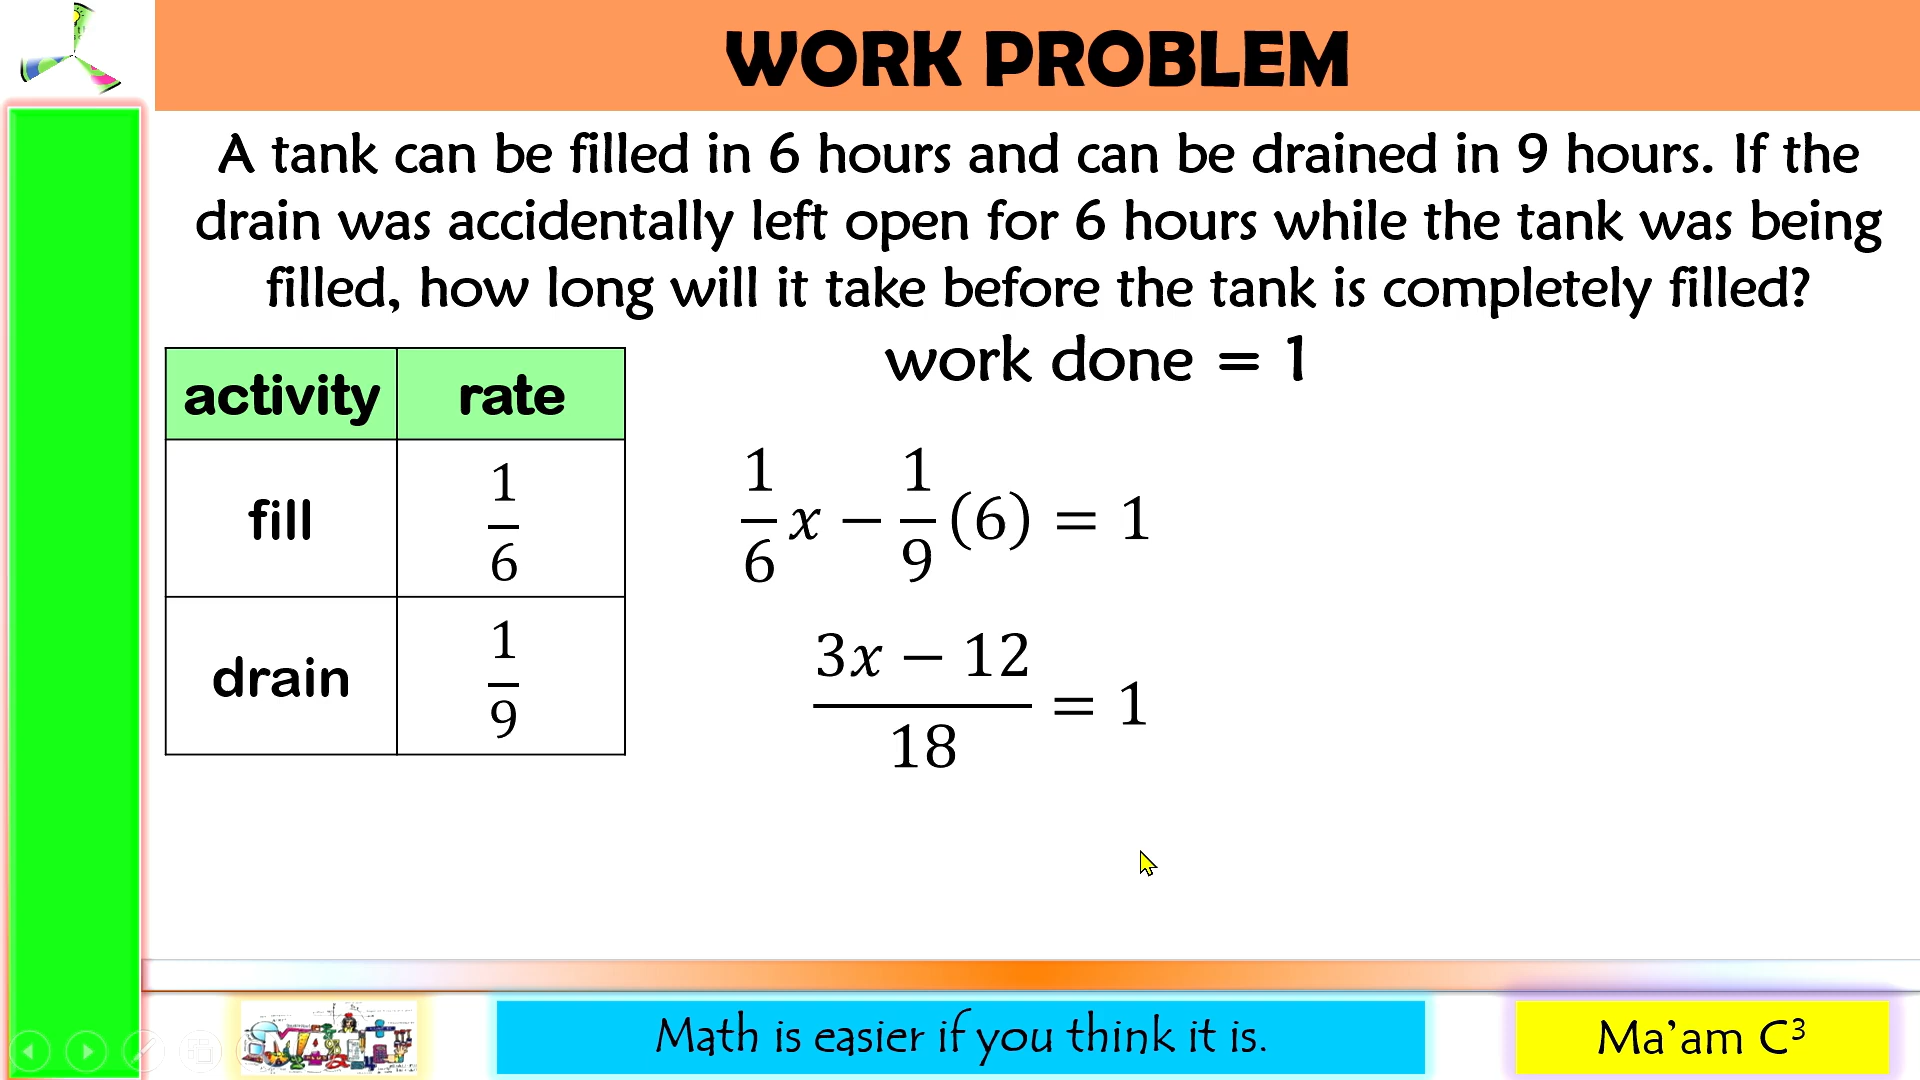 WORK PROBLEM
A tank can be filled in 6 hours and can be drained in 9 hours. If the
drain was accidentally left open for 6 hours while the tank was being
filled, how long will it take before the tank is completely filled?
work done = 1
activity rate
fill 1/6
drain 1/9
1/6 x − 1/9 (6) = 1
(3x − 12)/18 = 1
MATH
Math is easier if you think it is.
Ma'am C³